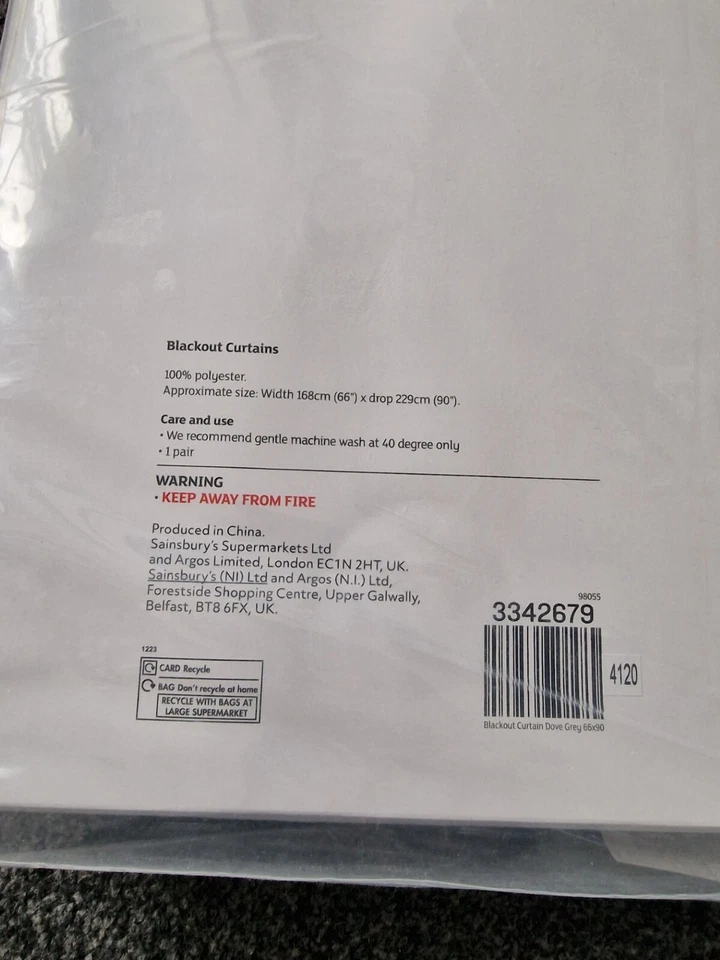 Blackout Curtains
100% polyester.
Approximate size: Width 168cm (66") x drop 229cm (90").
Care and use
• We recommend gentle machine wash at 40 degree only
• 1 pair
WARNING
• KEEP AWAY FROM FIRE
Produced in China.
Sainsbury's Supermarkets Ltd
and Argos Limited, London EC1N 2HT, UK.
Sainsbury's (NI) Ltd and Argos (N.I.) Ltd,
Forestside Shopping Centre, Upper Galwally,
Belfast, BT8 6FX, UK.
1223
CARD Recycle
BAG Don't recycle at home
RECYCLE WITH BAGS AT
LARGE SUPERMARKET
98055
3342679
4120
Blackout Curtain Dove Grey 66x90